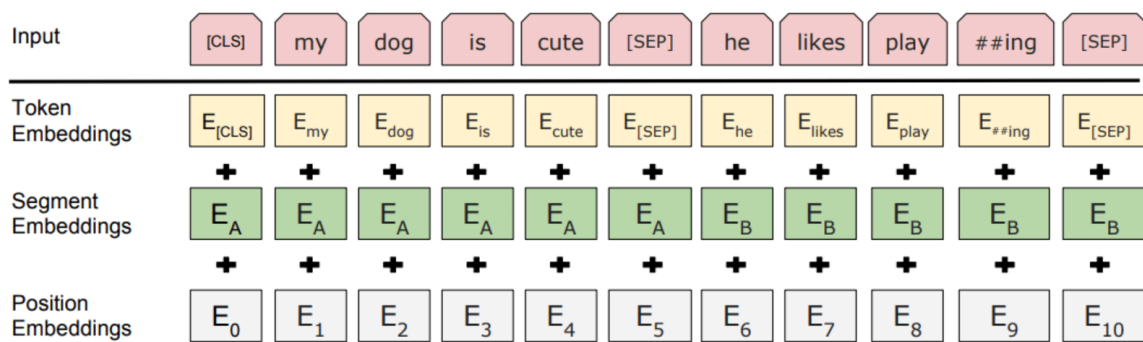 Input [CLS] my dog is cute [SEP] he likes play ##ing [SEP]
Token Embeddings E[CLS] Emy Edog Eis Ecute E[SEP] Ehe Elikes Eplay E##ing E[SEP]
+ + + + + + + + + + +
Segment Embeddings EA EA EA EA EA EA EB EB EB EB EB
+ + + + + + + + + + +
Position Embeddings E0 E1 E2 E3 E4 E5 E6 E7 E8 E9 E10